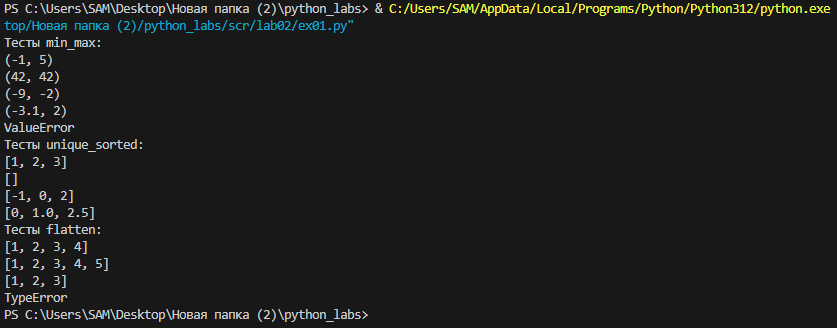 PS C:\Users\SAM\Desktop\Новая папка (2)\python_labs> & C:/Users/SAM/AppData/Local/Programs/Python/Python312/python.exe
top/Новая папка (2)/python_labs/scr/lab02/ex01.py"
Тесты min_max:
(-1, 5)
(42, 42)
(-9, -2)
(-3.1, 2)
ValueError
Тесты unique_sorted:
[1, 2, 3]
[]
[-1, 0, 2]
[0, 1.0, 2.5]
Тесты flatten:
[1, 2, 3, 4]
[1, 2, 3, 4, 5]
[1, 2, 3]
TypeError
PS C:\Users\SAM\Desktop\Новая папка (2)\python_labs>